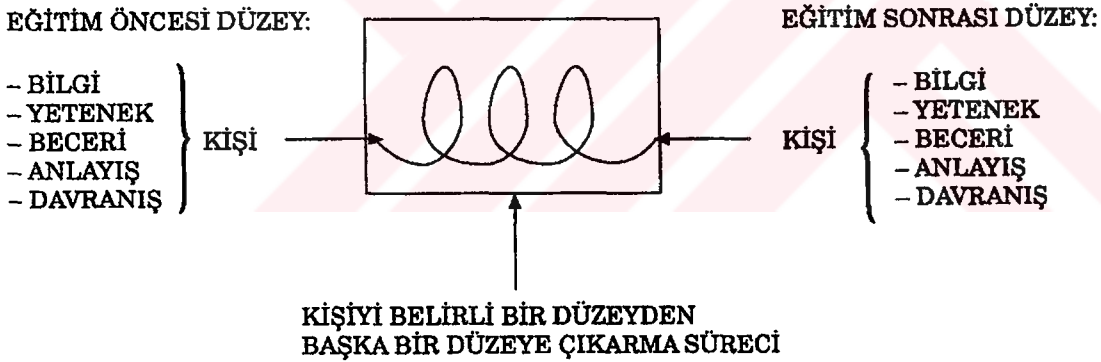 EĞİTİM ÖNCESİ DÜZEY:
– BİLGİ
– YETENEK
– BECERİ
– ANLAYIŞ
– DAVRANIŞ
KİŞİ
EĞİTİM SONRASI DÜZEY:
KİŞİ
– BİLGİ
– YETENEK
– BECERİ
– ANLAYIŞ
– DAVRANIŞ
KİŞİYİ BELİRLİ BİR DÜZEYDEN
BAŞKA BİR DÜZEYE ÇIKARMA SÜRECİ